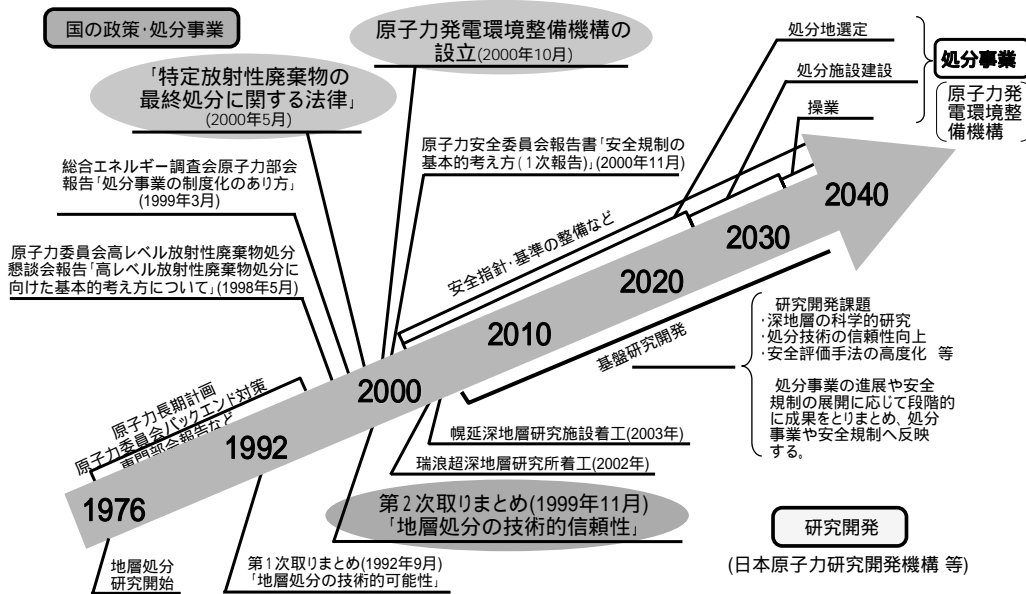 国の政策・処分事業
原子力発電環境整備機構の
設立(2000年10月)
「特定放射性廃棄物の
最終処分に関する法律」
(2000年5月)
処分地選定
処分施設建設
操業
処分事業
原子力発
電環境整
備機構
原子力安全委員会報告書「安全規制の
基本的考え方(1次報告)」(2000年11月)
総合エネルギー調査会原子力部会
報告「処分事業の制度化のあり方」
(1999年3月)
原子力委員会高レベル放射性廃棄物処分
懇談会報告「高レベル放射性廃棄物処分に
向けた基本的考え方について」(1998年5月)
安全指針・基準の整備など
2040
2030
2020
2010
2000
1992
1976
原子力長期計画
原子力委員会バックエンド対策
専門部会報告など
基盤研究開発
研究開発課題
・深地層の科学的研究
・処分技術の信頼性向上
・安全評価手法の高度化 等
処分事業の進展や安全
規制の展開に応じて段階的
に成果をとりまとめ、処分
事業や安全規制へ反映
する。
幌延深地層研究施設着工(2003年)
瑞浪超深地層研究所着工(2002年)
第2次取りまとめ(1999年11月)
「地層処分の技術的信頼性」
地層処分
研究開始
第1次取りまとめ(1992年9月)
「地層処分の技術的可能性」
研究開発
(日本原子力研究開発機構 等)